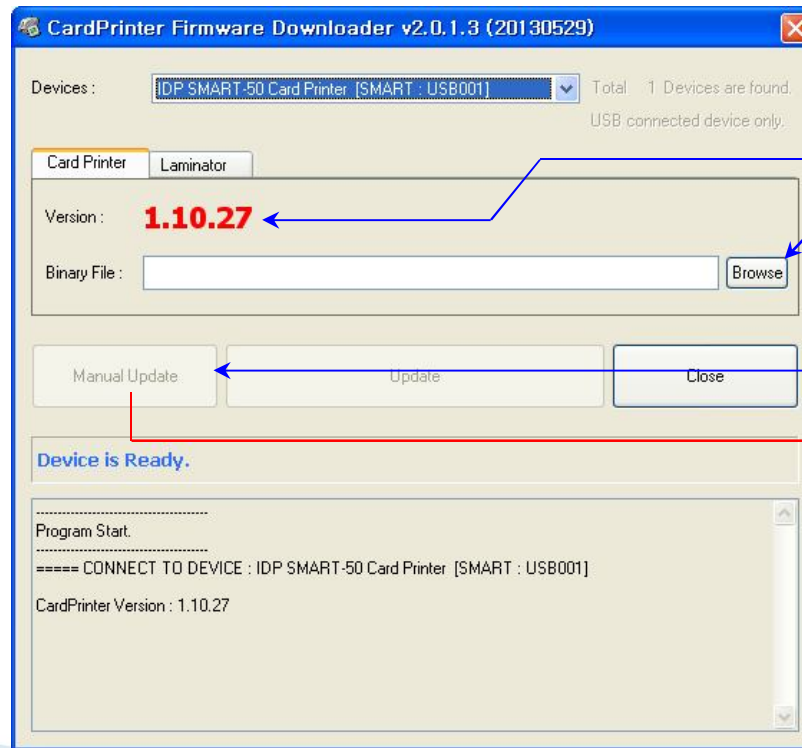 CardPrinter Firmware Downloader v2.0.1.3 (20130529)
Devices : IDP SMART-50 Card Printer [SMART : USB001] Total 1 Devices are found.
USB connected device only.
Card Printer Laminator
Version : 1.10.27
Binary File : Browse
Manual Update Update Close
Device is Ready.
----------------------------------------
Program Start.
----------------------------------------
===== CONNECT TO DEVICE : IDP SMART-50 Card Printer [SMART : USB001]
CardPrinter Version : 1.10.27